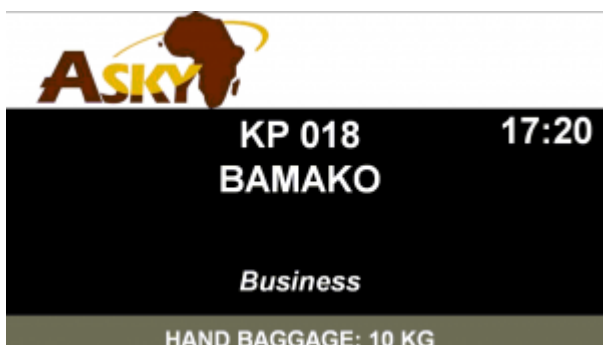 ASKY
KP 018 17:20
BAMAKO
Business
HAND BAGGAGE: 10 KG